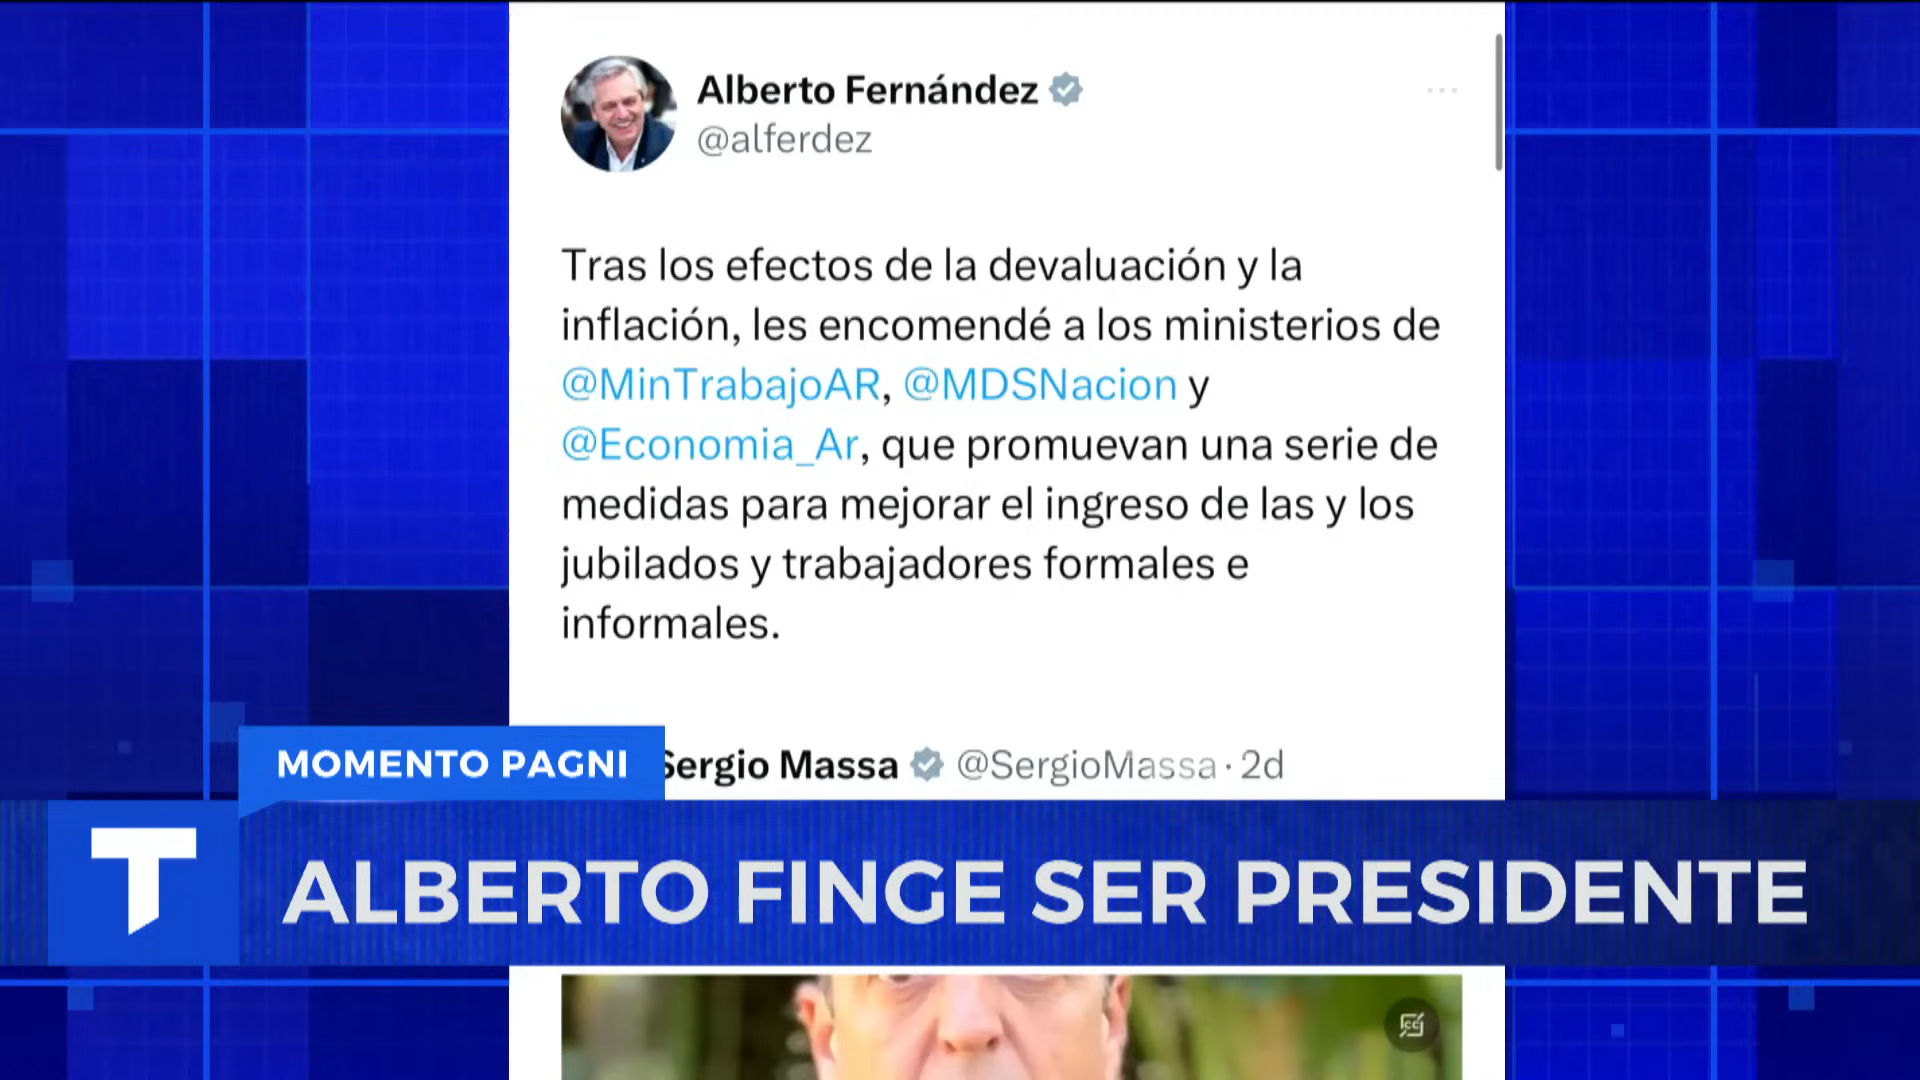 Alberto Fernández
@alferdez
Tras los efectos de la devaluación y la
inflación, les encomendé a los ministerios de
@MinTrabajoAR, @MDSNacion y
@Economia_Ar, que promuevan una serie de
medidas para mejorar el ingreso de las y los
jubilados y trabajadores formales e
informales.
Sergio Massa @SergioMassa · 2d
MOMENTO PAGNI
T
ALBERTO FINGE SER PRESIDENTE